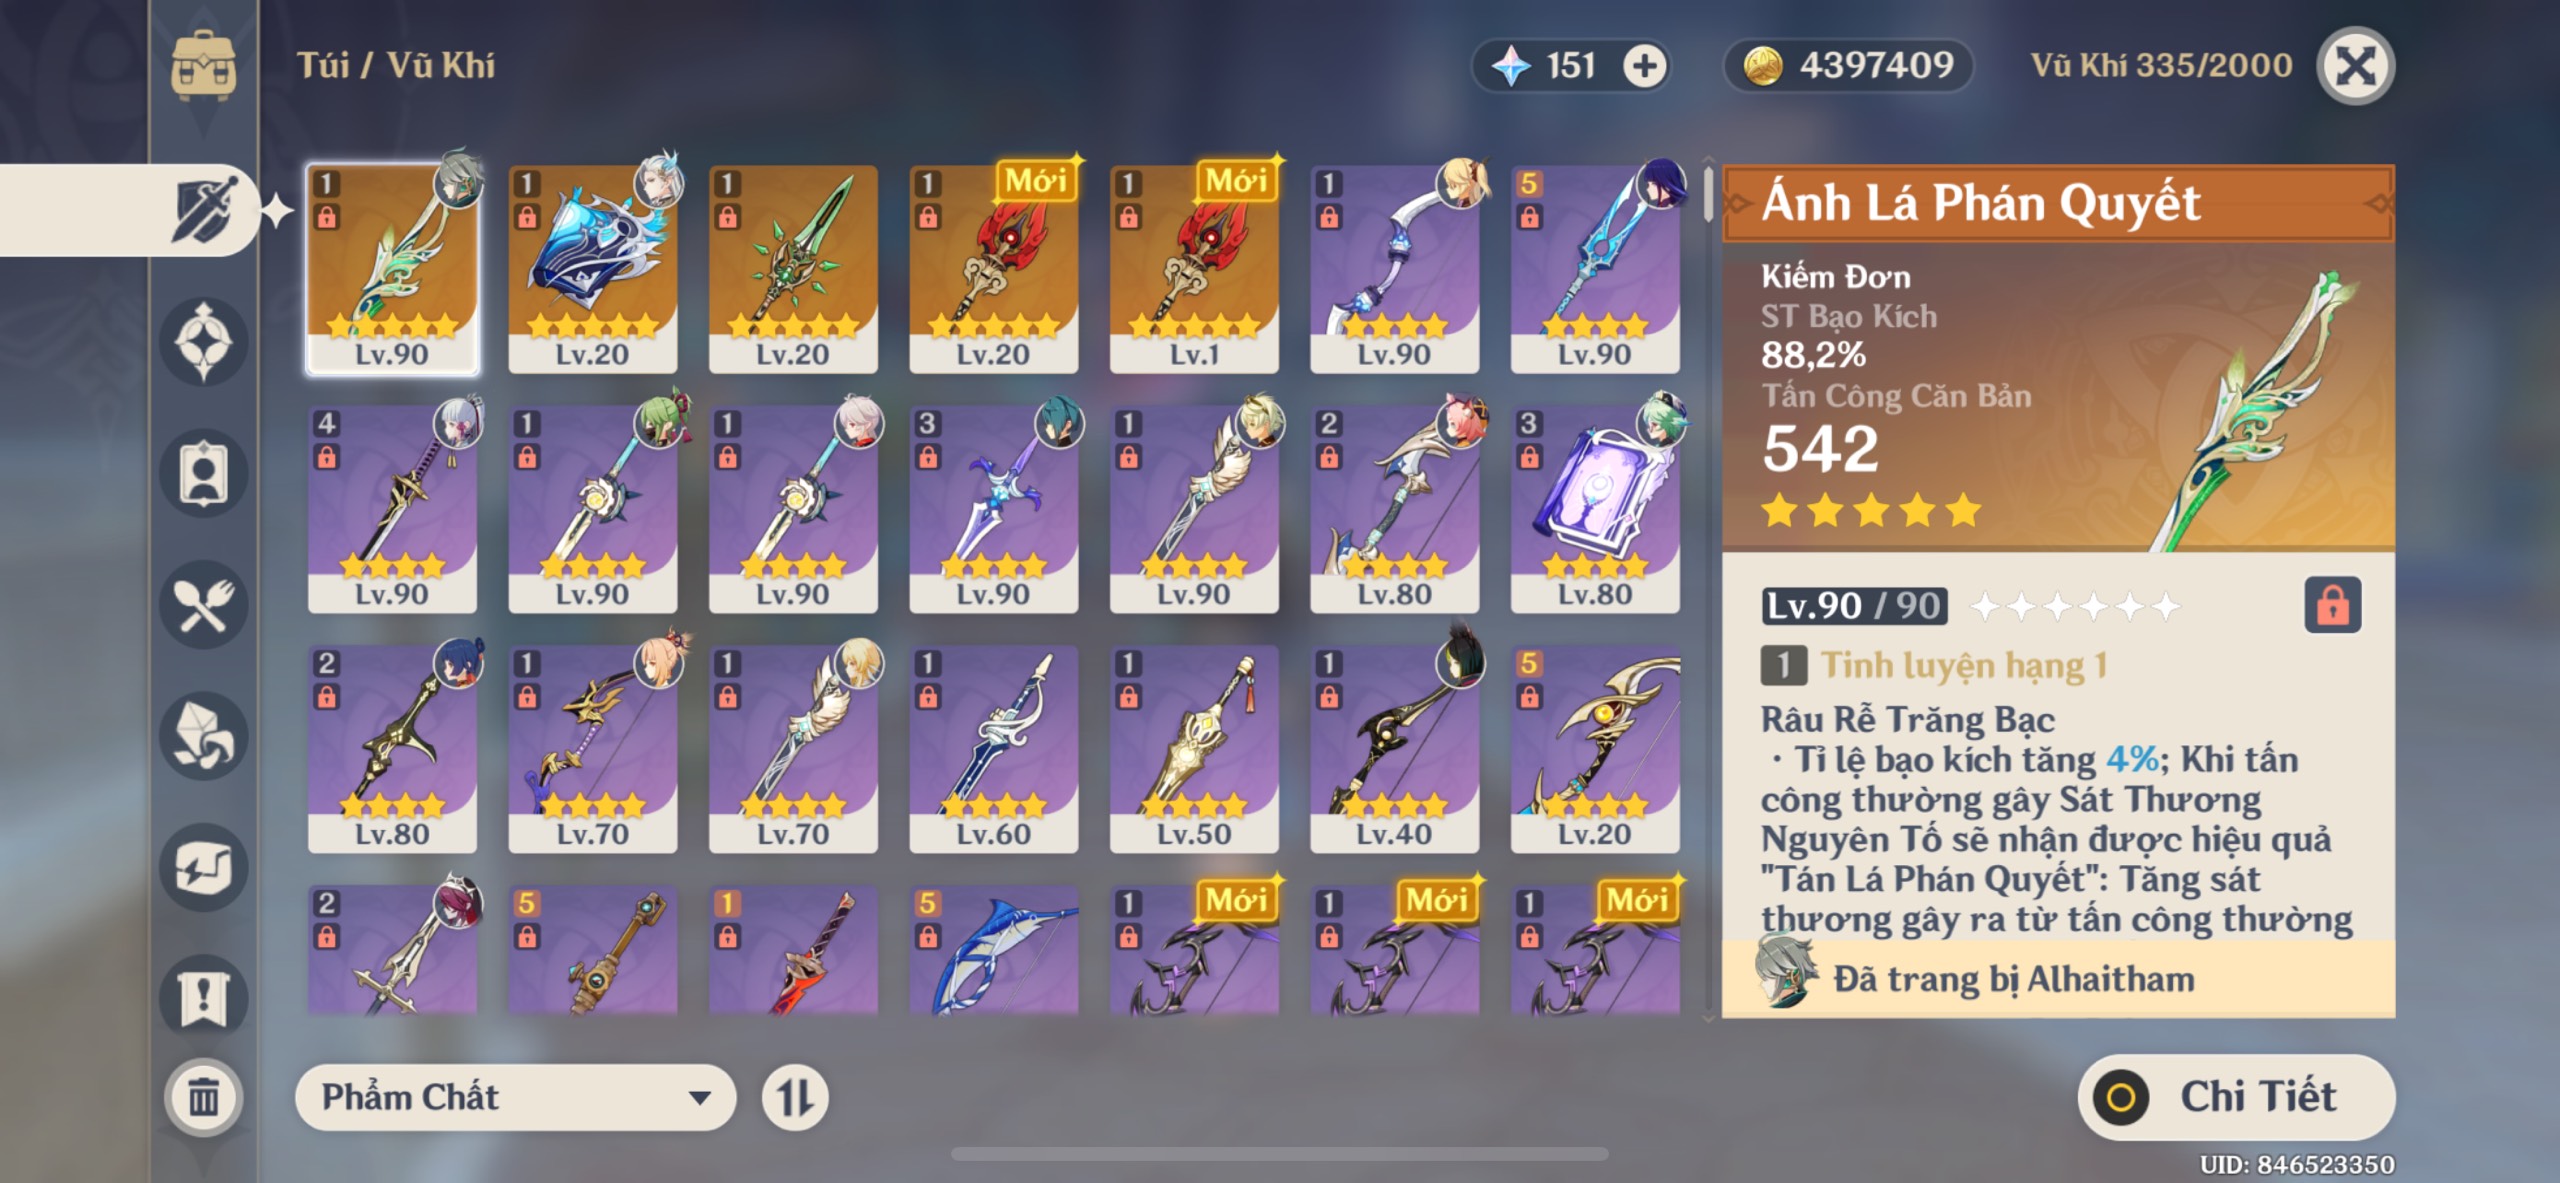 Túi / Vũ Khí
151
4397409
Vũ Khí 335/2000
1
1
1
1 Mới
1 Mới
1
5
Lv.90
Lv.20
Lv.20
Lv.20
Lv.1
Lv.90
Lv.90
4
1
1
3
1
2
3
Lv.90
Lv.90
Lv.90
Lv.90
Lv.90
Lv.80
Lv.80
2
1
1
1
1
1
5
Lv.80
Lv.70
Lv.70
Lv.60
Lv.50
Lv.40
Lv.20
2
5
1
5
1 Mới
1 Mới
1 Mới
Phẩm Chất
Ánh Lá Phán Quyết
Kiếm Đơn
ST Bạo Kích
88,2%
Tấn Công Căn Bản
542
Lv.90 / 90
1 Tinh luyện hạng 1
Râu Rễ Trăng Bạc
· Tỉ lệ bạo kích tăng 4%; Khi tấn
công thường gây Sát Thương
Nguyên Tố sẽ nhận được hiệu quả
"Tán Lá Phán Quyết": Tăng sát
thương gây ra từ tấn công thường
Đã trang bị Alhaitham
Chi Tiết
UID: 846523350